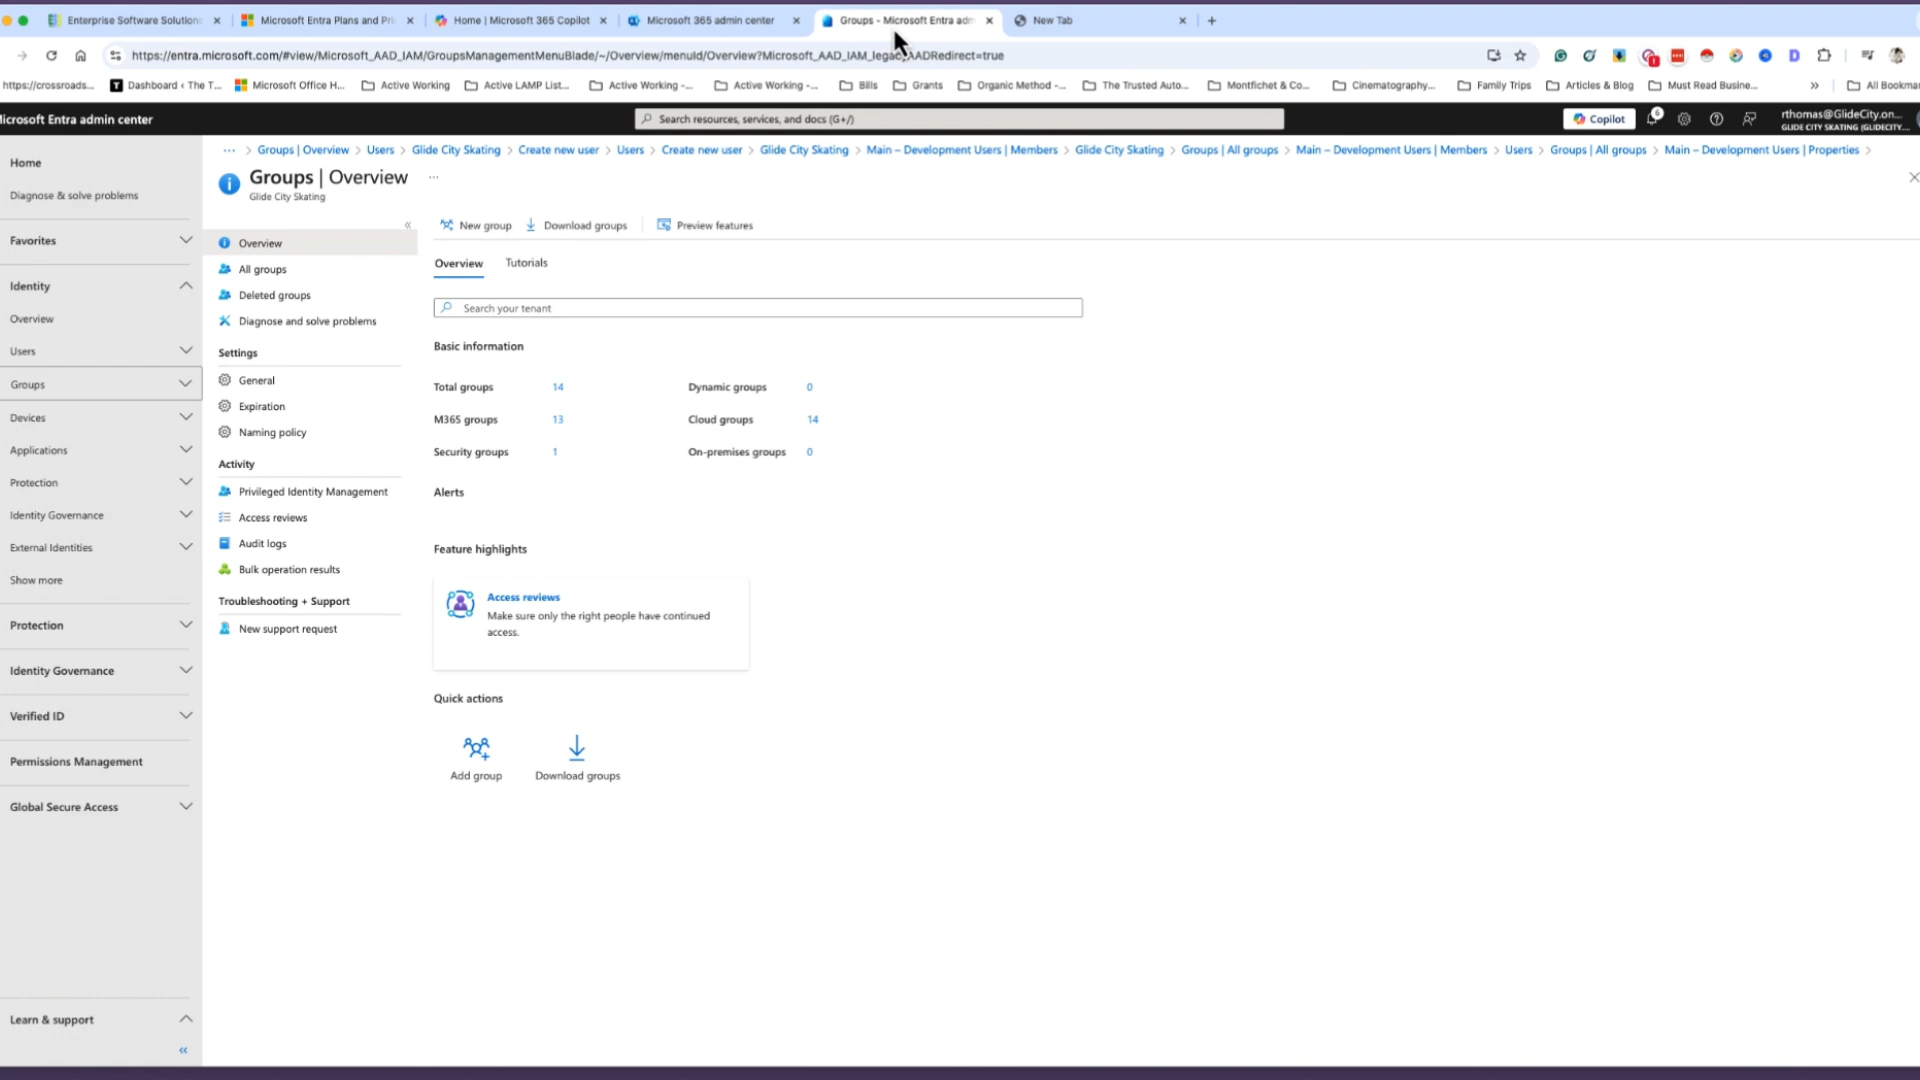 Enterprise Software Solution
Microsoft Entra Plans and Pri
Home | Microsoft 365 Copilot
Microsoft 365 admin center
Groups - Microsoft Entra adm
New Tab
https://entra.microsoft.com/#view/Microsoft_AAD_IAM/GroupsManagementMenuBlade/~/Overview/menuId/Overview?Microsoft_AAD_IAM_legacyAADRedirect=true
https://crossroads...
Dashboard ‹ The T...
Microsoft Office H...
Active Working
Active LAMP List...
Active Working -...
Active Working -...
Bills
Grants
Organic Method -...
The Trusted Auto...
Montfichet & Co...
Cinematography...
Family Trips
Articles & Blog
Must Read Busine...
»
All Bookma
Microsoft Entra admin center
Search resources, services, and docs (G+/)
Copilot
6
rthomas@GlideCity.on...
GLIDE CITY SKATING (GLIDECITY....
··· > Groups | Overview > Users > Glide City Skating > Create new user > Users > Create new user > Glide City Skating > Main – Development Users | Members > Glide City Skating > Groups | All groups > Main – Development Users | Members > Users > Groups | All groups > Main – Development Users | Properties >
Home
Diagnose & solve problems
Favorites
Identity
Overview
Users
Groups
Devices
Applications
Protection
Identity Governance
External Identities
Show more
Protection
Identity Governance
Verified ID
Permissions Management
Global Secure Access
Learn & support
«
Groups | Overview ···
Glide City Skating
«
Overview
All groups
Deleted groups
Diagnose and solve problems
Settings
General
Expiration
Naming policy
Activity
Privileged Identity Management
Access reviews
Audit logs
Bulk operation results
Troubleshooting + Support
New support request
New group
Download groups
Preview features
Overview
Tutorials
Search your tenant
Basic information
Total groups 14
Dynamic groups 0
M365 groups 13
Cloud groups 14
Security groups 1
On-premises groups 0
Alerts
Feature highlights
Access reviews
Make sure only the right people have continued
access.
Quick actions
Add group
Download groups